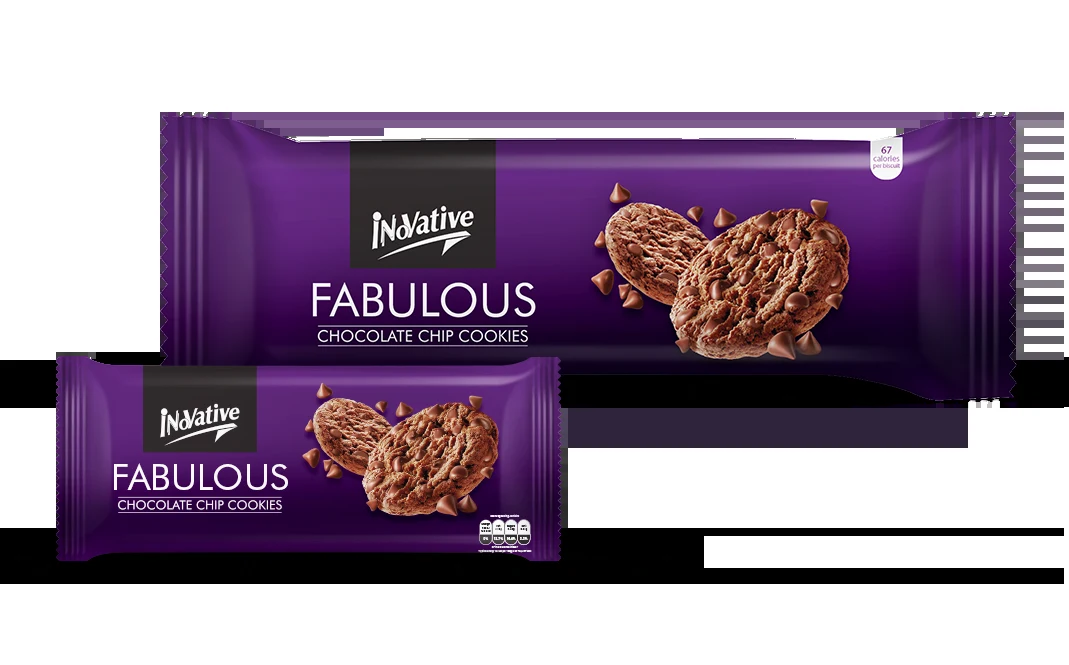 67
calories
per biscuit
iNoVative
FABULOUS
CHOCOLATE CHIP COOKIES
iNoVative
FABULOUS
CHOCOLATE CHIP COOKIES